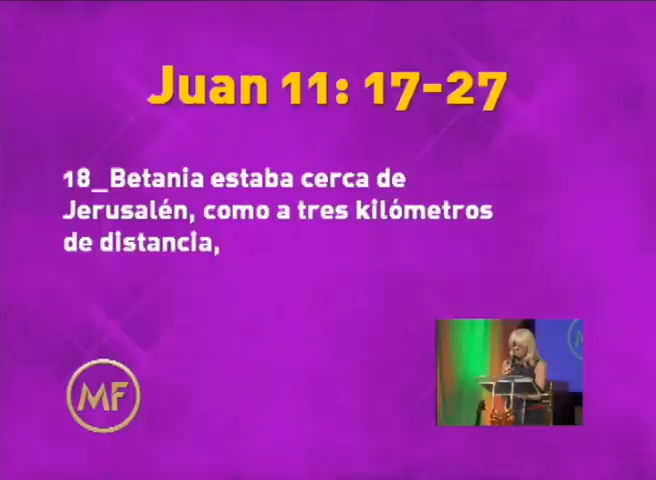 Juan 11: 17-27
18_Betania estaba cerca de
Jerusalén, como a tres kilómetros
de distancia,
MF